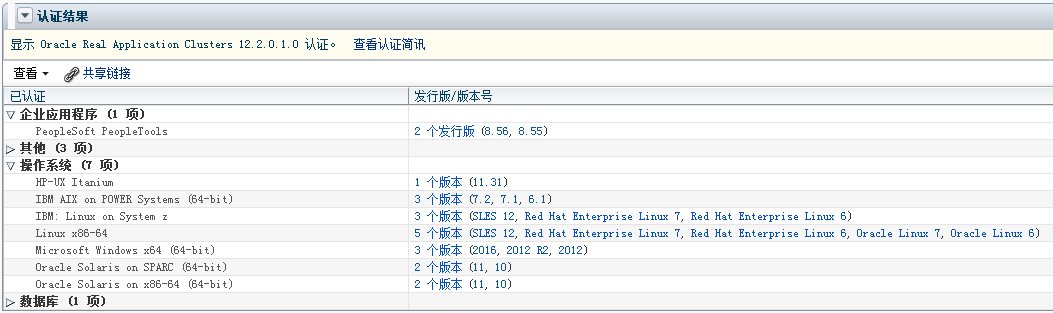 认证结果
显示 Oracle Real Application Clusters 12.2.0.1.0 认证。 查看认证简讯
查看 共享链接
已认证 发行版/版本号
企业应用程序 (1 项)
PeopleSoft PeopleTools 2 个发行版 (8.56, 8.55)
其他 (3 项)
操作系统 (7 项)
HP-UX Itanium 1 个版本 (11.31)
IBM AIX on POWER Systems (64-bit) 3 个版本 (7.2, 7.1, 6.1)
IBM: Linux on System z 3 个版本 (SLES 12, Red Hat Enterprise Linux 7, Red Hat Enterprise Linux 6)
Linux x86-64 5 个版本 (SLES 12, Red Hat Enterprise Linux 7, Red Hat Enterprise Linux 6, Oracle Linux 7, Oracle Linux 6)
Microsoft Windows x64 (64-bit) 3 个版本 (2016, 2012 R2, 2012)
Oracle Solaris on SPARC (64-bit) 2 个版本 (11, 10)
Oracle Solaris on x86-64 (64-bit) 2 个版本 (11, 10)
数据库 (1 项)